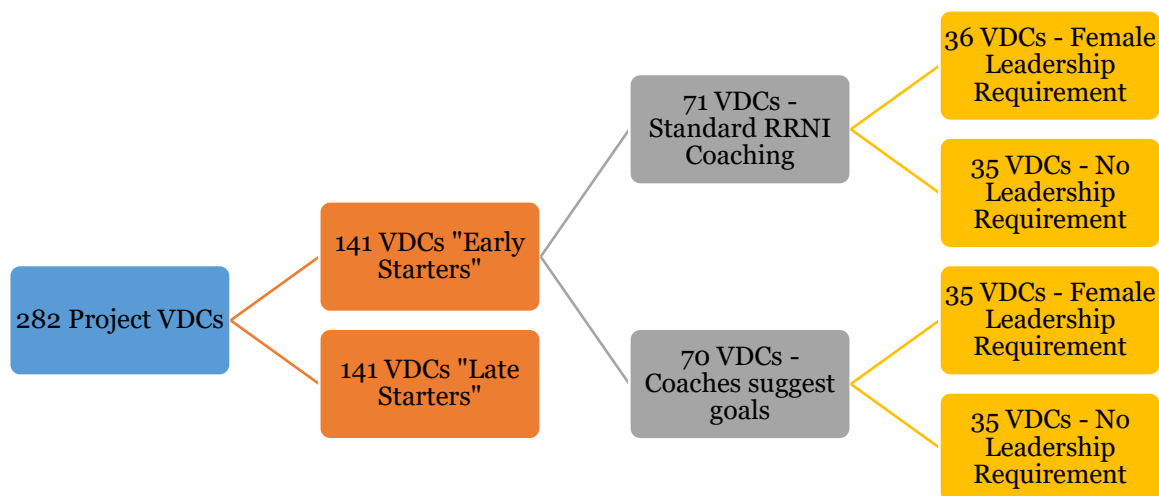 282 Project VDCs
141 VDCs "Early
Starters"
141 VDCs "Late
Starters"
71 VDCs -
Standard RRNI
Coaching
70 VDCs -
Coaches suggest
goals
36 VDCs - Female
Leadership
Requirement
35 VDCs - No
Leadership
Requirement
35 VDCs - Female
Leadership
Requirement
35 VDCs - No
Leadership
Requirement